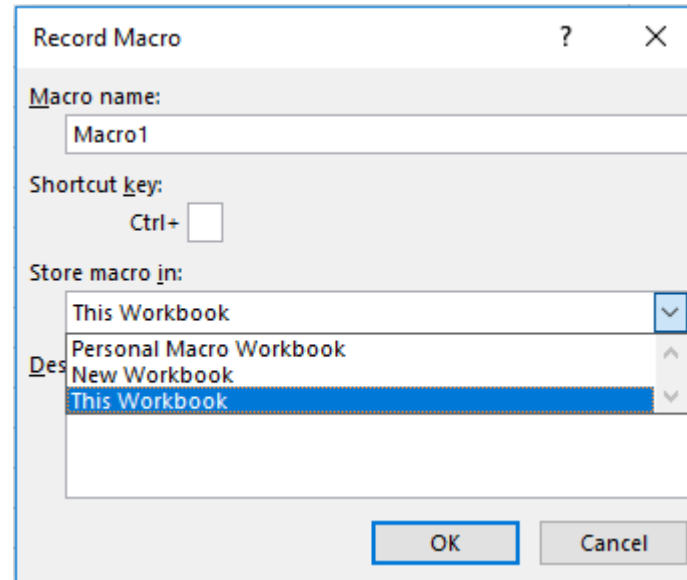 Record Macro ?
Macro name:
Macro1
Shortcut key:
Ctrl+
Store macro in:
This Workbook
Personal Macro Workbook
Des
New Workbook
This Workbook
OK Cancel